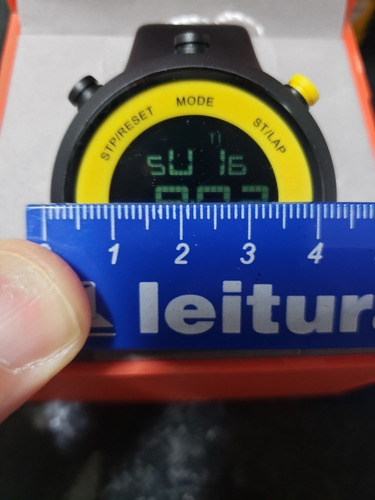 STP/RESET MODE ST/LAP
SU 16
1 2 3 4
leitur